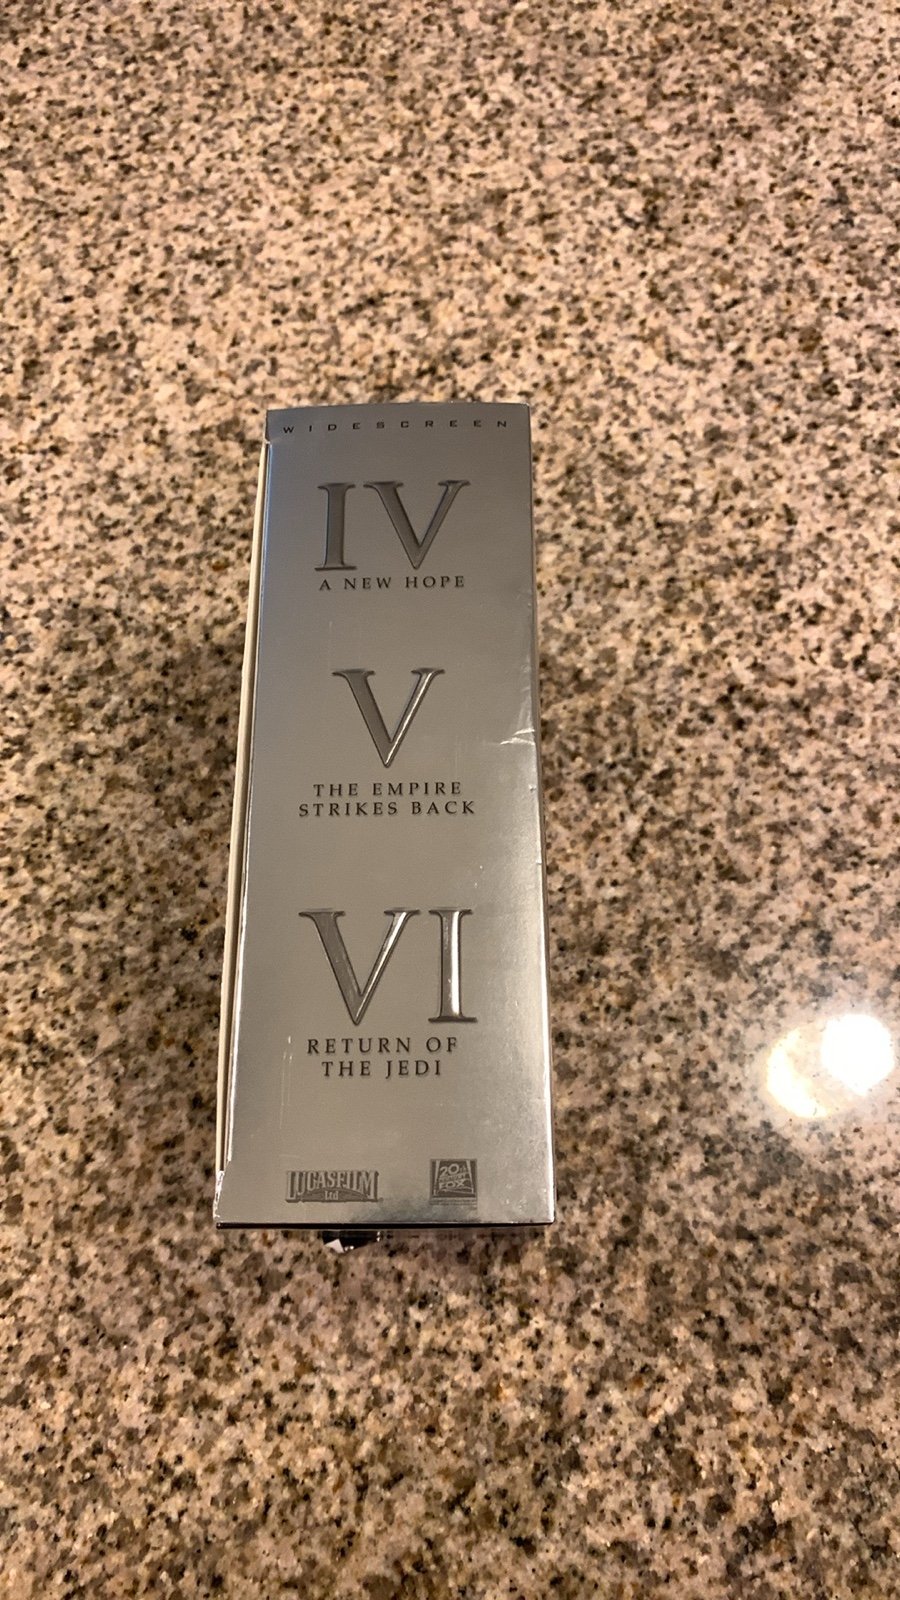 WIDESCREEN
IV
A NEW HOPE
V
THE EMPIRE
STRIKES BACK
VI
RETURN OF
THE JEDI
LUCASFILM
Ltd
20th
CENTURY
FOX